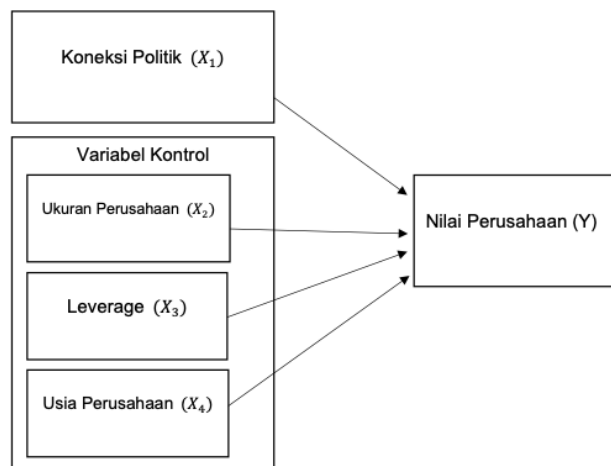 Koneksi Politik (X₁)
Variabel Kontrol
Ukuran Perusahaan (X₂)
Leverage (X₃)
Usia Perusahaan (X₄)
Nilai Perusahaan (Y)